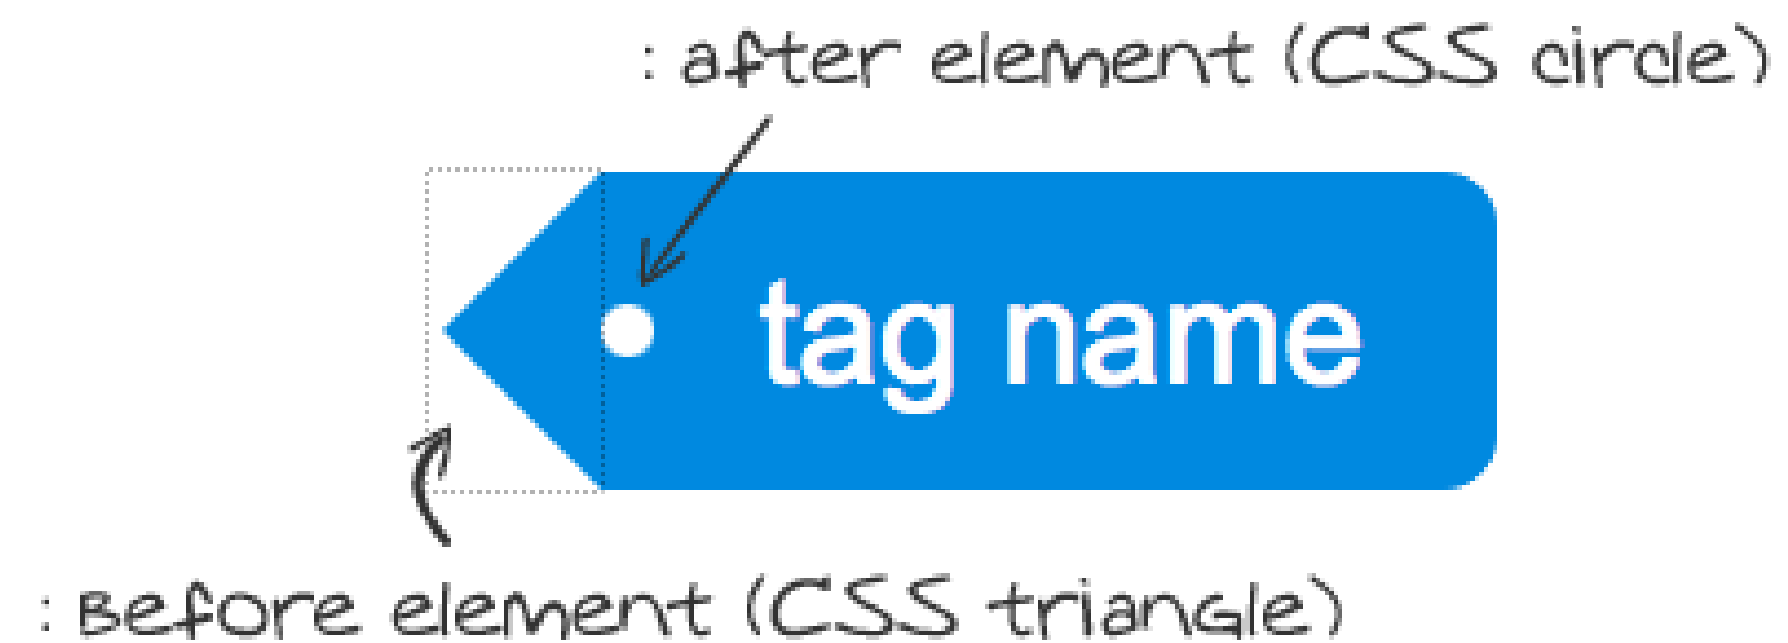 : after element (CSS circle)
tag name
: Before element (CSS triangle)